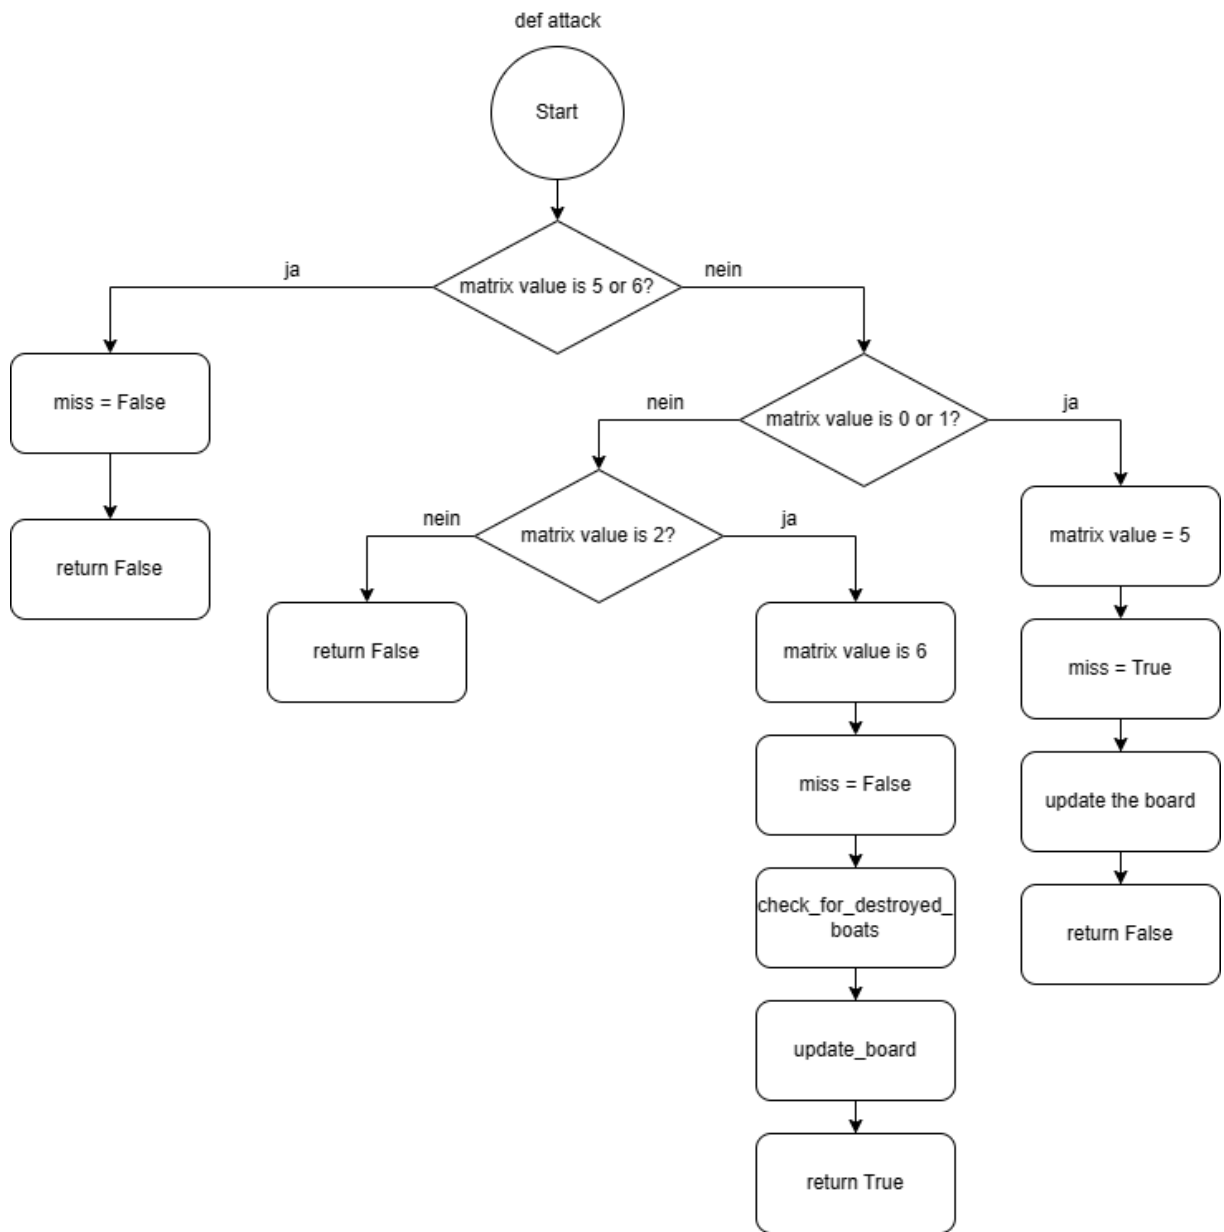 def attack
Start
matrix value is 5 or 6?
ja
nein
miss = False
return False
matrix value is 0 or 1?
nein
ja
matrix value is 2?
nein
ja
return False
matrix value is 6
miss = False
check_for_destroyed_
boats
update_board
return True
matrix value = 5
miss = True
update the board
return False